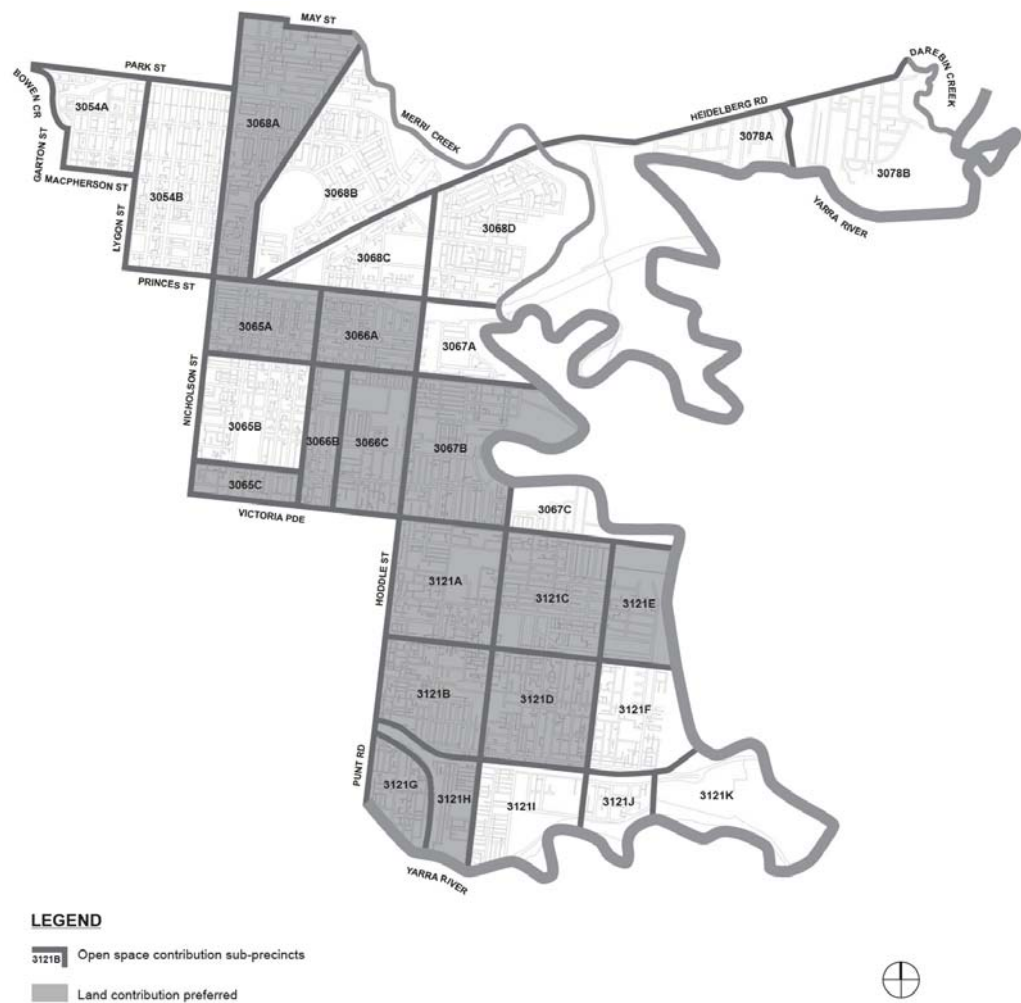 MAY ST
PARK ST
BOWEN CR
3054A
GARTON ST
MACPHERSON ST
LYGON ST
3054B
PRINCES ST
3068A
MERRI CREEK
3068B
3068C
3068D
HEIDELBERG RD
DAREBIN CREEK
3078A
3078B
YARRA RIVER
3065A
3066A
3067A
NICHOLSON ST
3065B
3066B
3066C
3067B
3065C
VICTORIA PDE
3067C
HODDLE ST
3121A
3121C
3121E
3121B
3121D
3121F
PUNT RD
3121G
3121H
3121I
3121J
3121K
YARRA RIVER
LEGEND
3121B
Open space contribution sub-precincts
Land contribution preferred